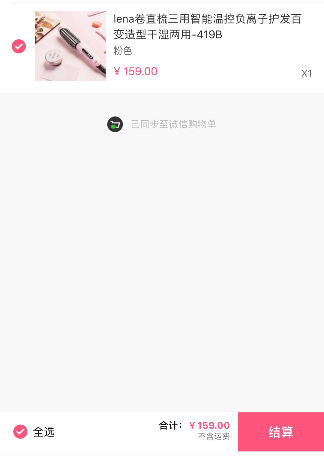 lena卷直梳三用智能温控负离子护发百
变造型干湿两用-419B
粉色
¥ 159.00
X1
已同步至微信购物单
全选
合计：¥ 159.00
不含运费
结算